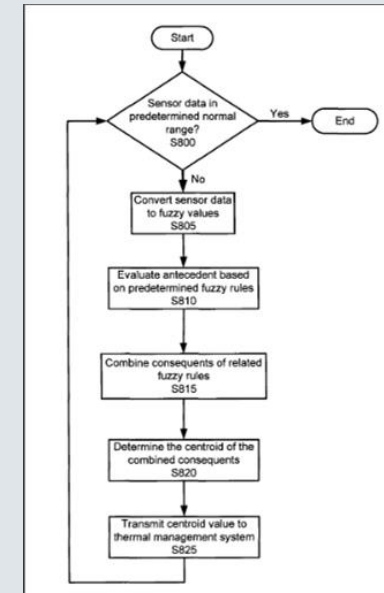 Start
Sensor data in
predetermined normal
range?
S800
Yes
End
No
Convert sensor data
to fuzzy values
S805
Evaluate antecedent based
on predetermined fuzzy rules
S810
Combine consequents of related
fuzzy rules
S815
Determine the centroid of the
combined consequents
S820
Transmit centroid value to
thermal management system
S825